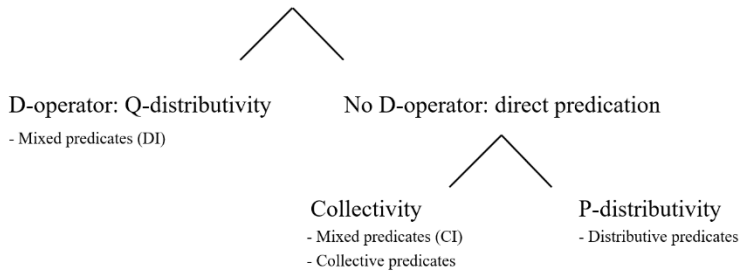 D-operator: Q-distributivity
- Mixed predicates (DI)
No D-operator: direct predication
Collectivity
- Mixed predicates (CI)
- Collective predicates
P-distributivity
- Distributive predicates